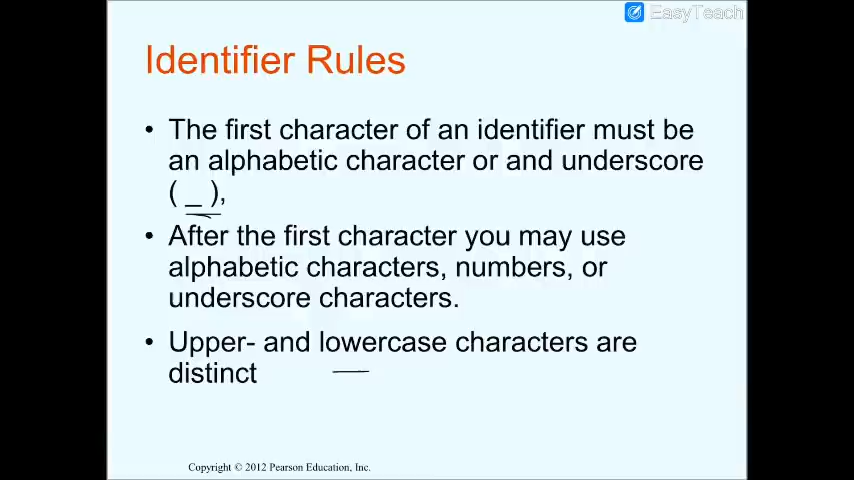 EasyTeach
Identifier Rules
• The first character of an identifier must be
an alphabetic character or and underscore
( _ ),
• After the first character you may use
alphabetic characters, numbers, or
underscore characters.
• Upper- and lowercase characters are
distinct
Copyright © 2012 Pearson Education, Inc.